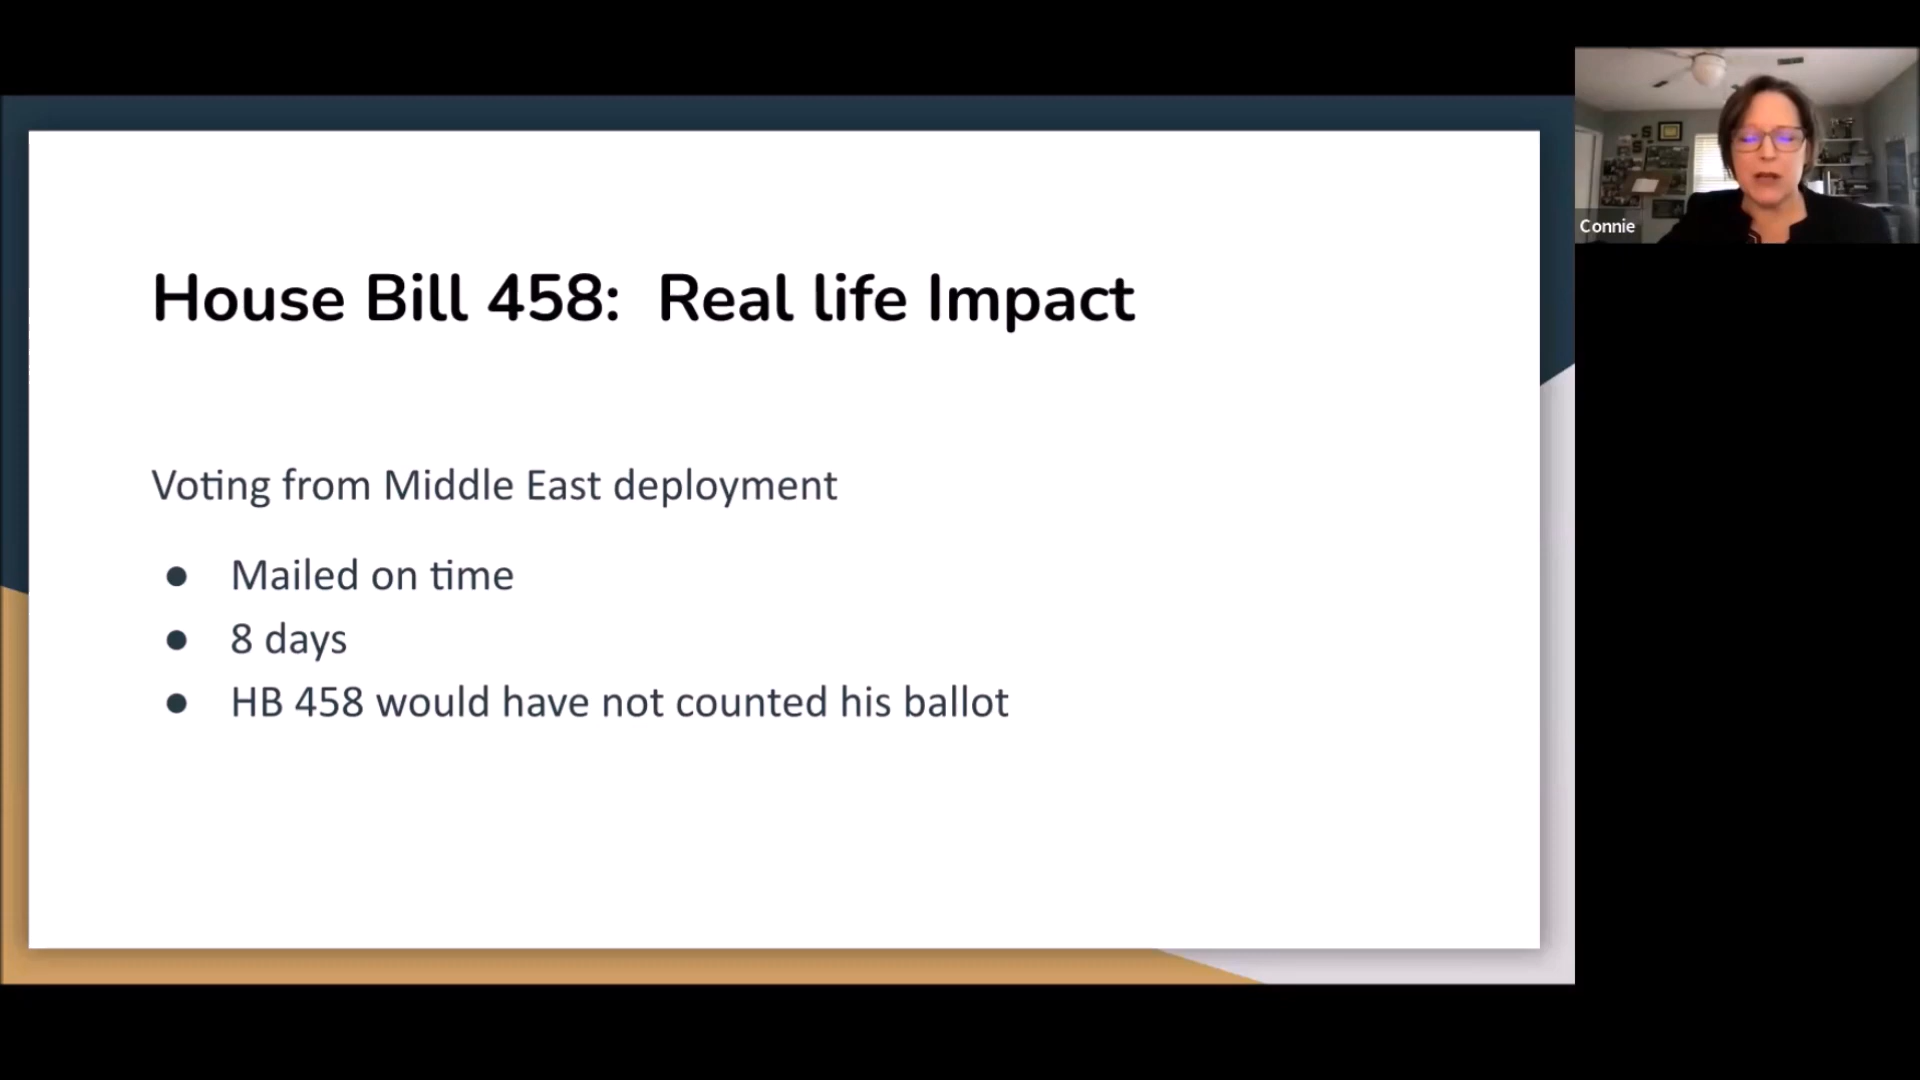 House Bill 458:  Real life Impact
Voting from Middle East deployment
● Mailed on time
● 8 days
● HB 458 would have not counted his ballot
Connie